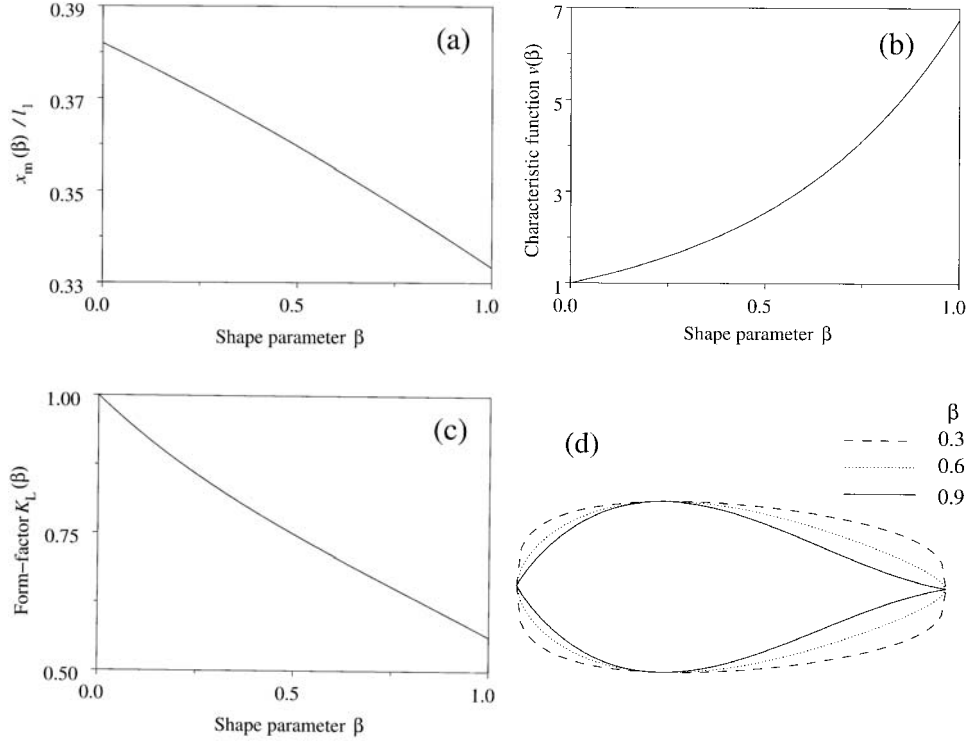 0.39
0.37
0.35
0.33
x_m (β) / l_1
(a)
0.0
0.5
1.0
Shape parameter β
7
5
3
1
Characteristic function ν(β)
(b)
0.0
0.5
1.0
Shape parameter β
1.00
0.75
0.50
Form-factor K_L (β)
(c)
0.0
0.5
1.0
Shape parameter β
(d)
β
0.3
0.6
0.9